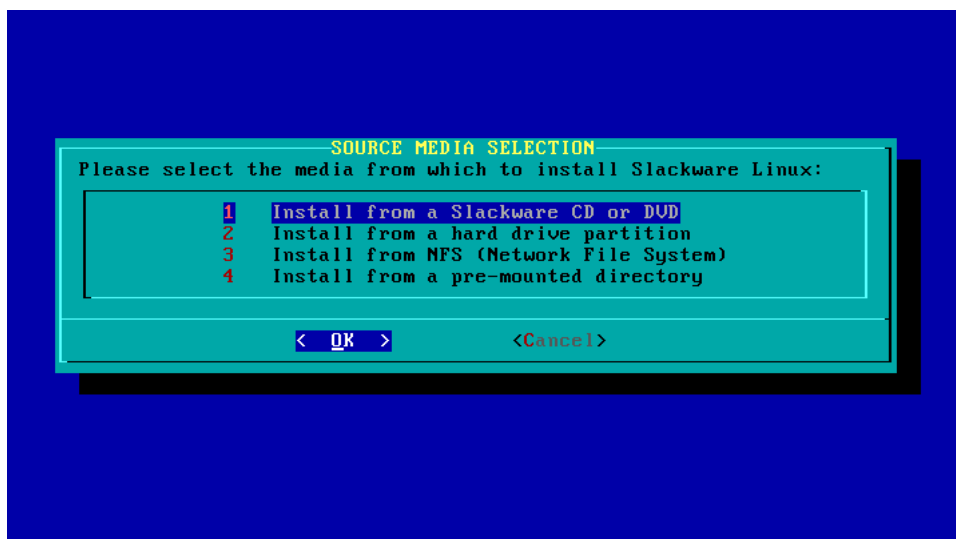 SOURCE MEDIA SELECTION
Please select the media from which to install Slackware Linux:
1 Install from a Slackware CD or DVD
2 Install from a hard drive partition
3 Install from NFS (Network File System)
4 Install from a pre-mounted directory
< OK > <Cancel>